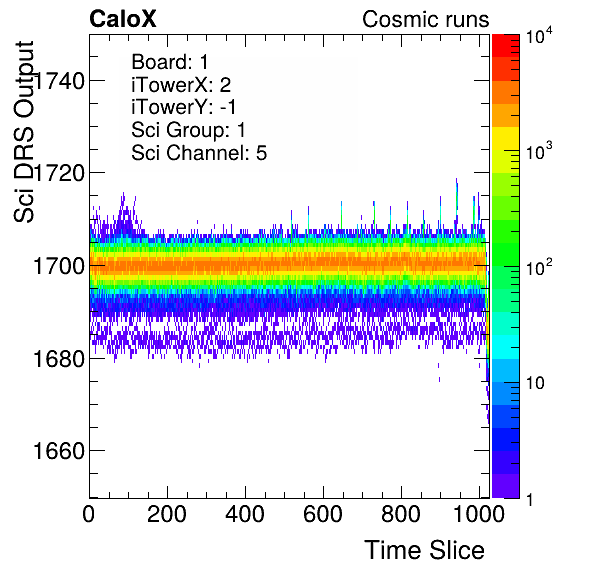 CaloX Cosmic runs
Board: 1
iTowerX: 2
iTowerY: -1
Sci Group: 1
Sci Channel: 5
Sci DRS Output
1740
1720
1700
1680
1660
0 200 400 600 800 1000
Time Slice
10⁴
10³
10²
10
1